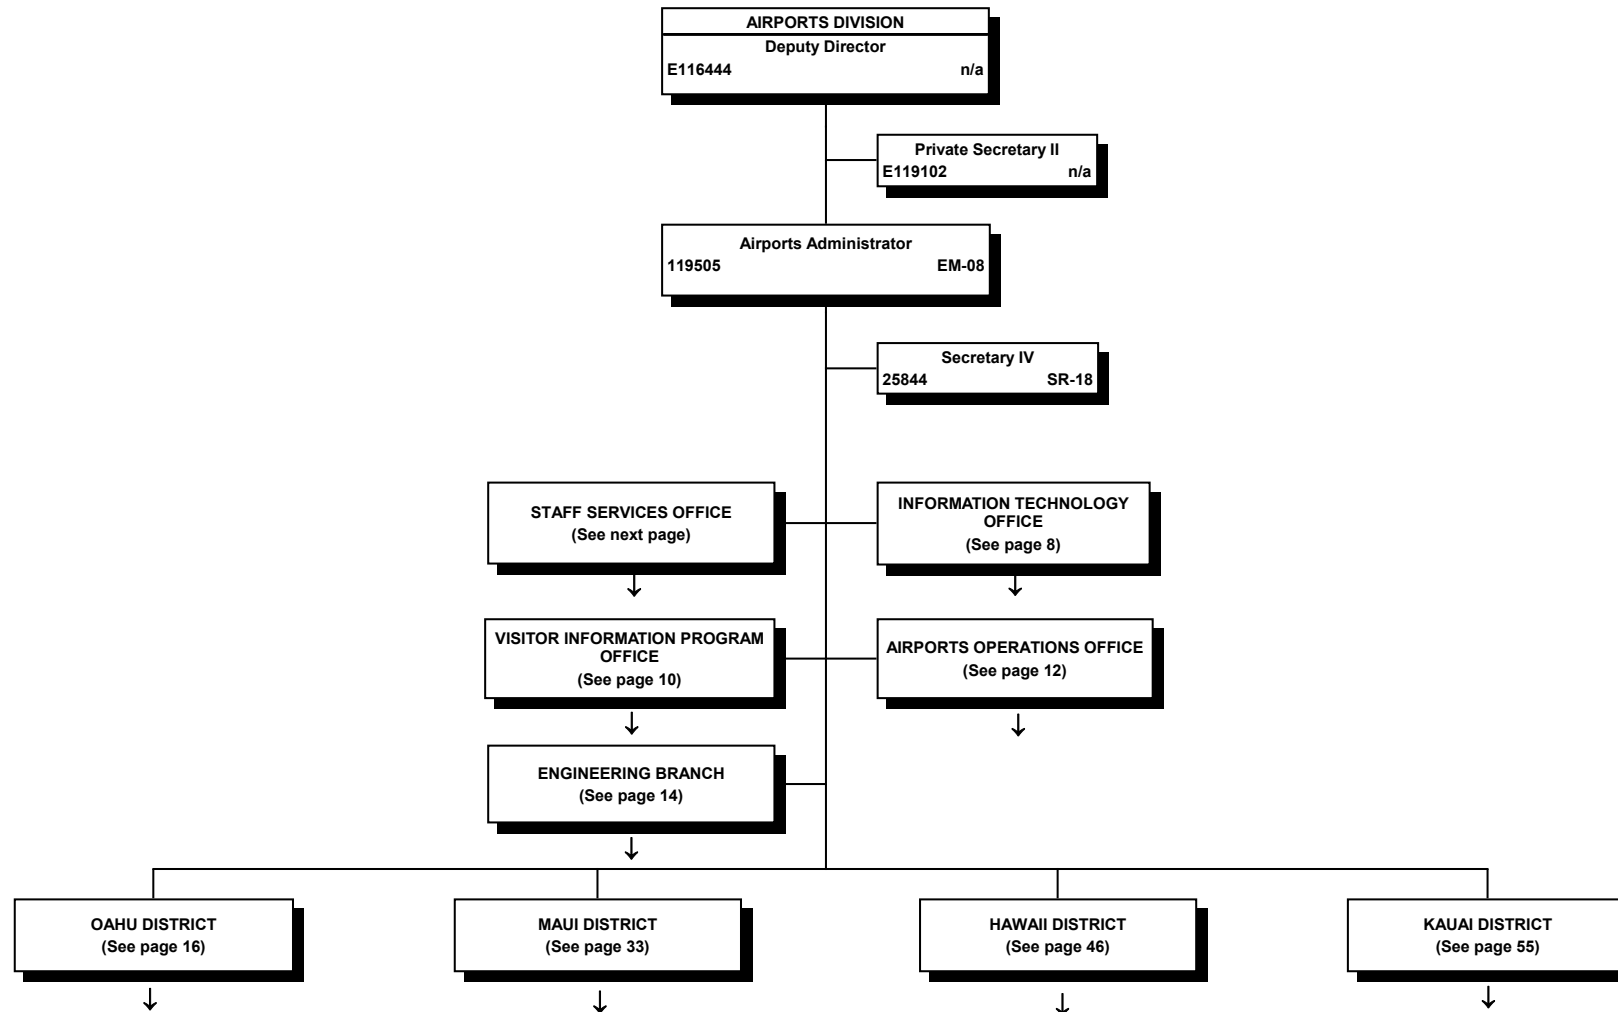 AIRPORTS DIVISION
Deputy Director
E116444 n/a
Private Secretary II
E119102 n/a
Airports Administrator
119505 EM-08
Secretary IV
25844 SR-18
STAFF SERVICES OFFICE
(See next page)
INFORMATION TECHNOLOGY
OFFICE
(See page 8)
VISITOR INFORMATION PROGRAM
OFFICE
(See page 10)
AIRPORTS OPERATIONS OFFICE
(See page 12)
ENGINEERING BRANCH
(See page 14)
OAHU DISTRICT
(See page 16)
MAUI DISTRICT
(See page 33)
HAWAII DISTRICT
(See page 46)
KAUAI DISTRICT
(See page 55)